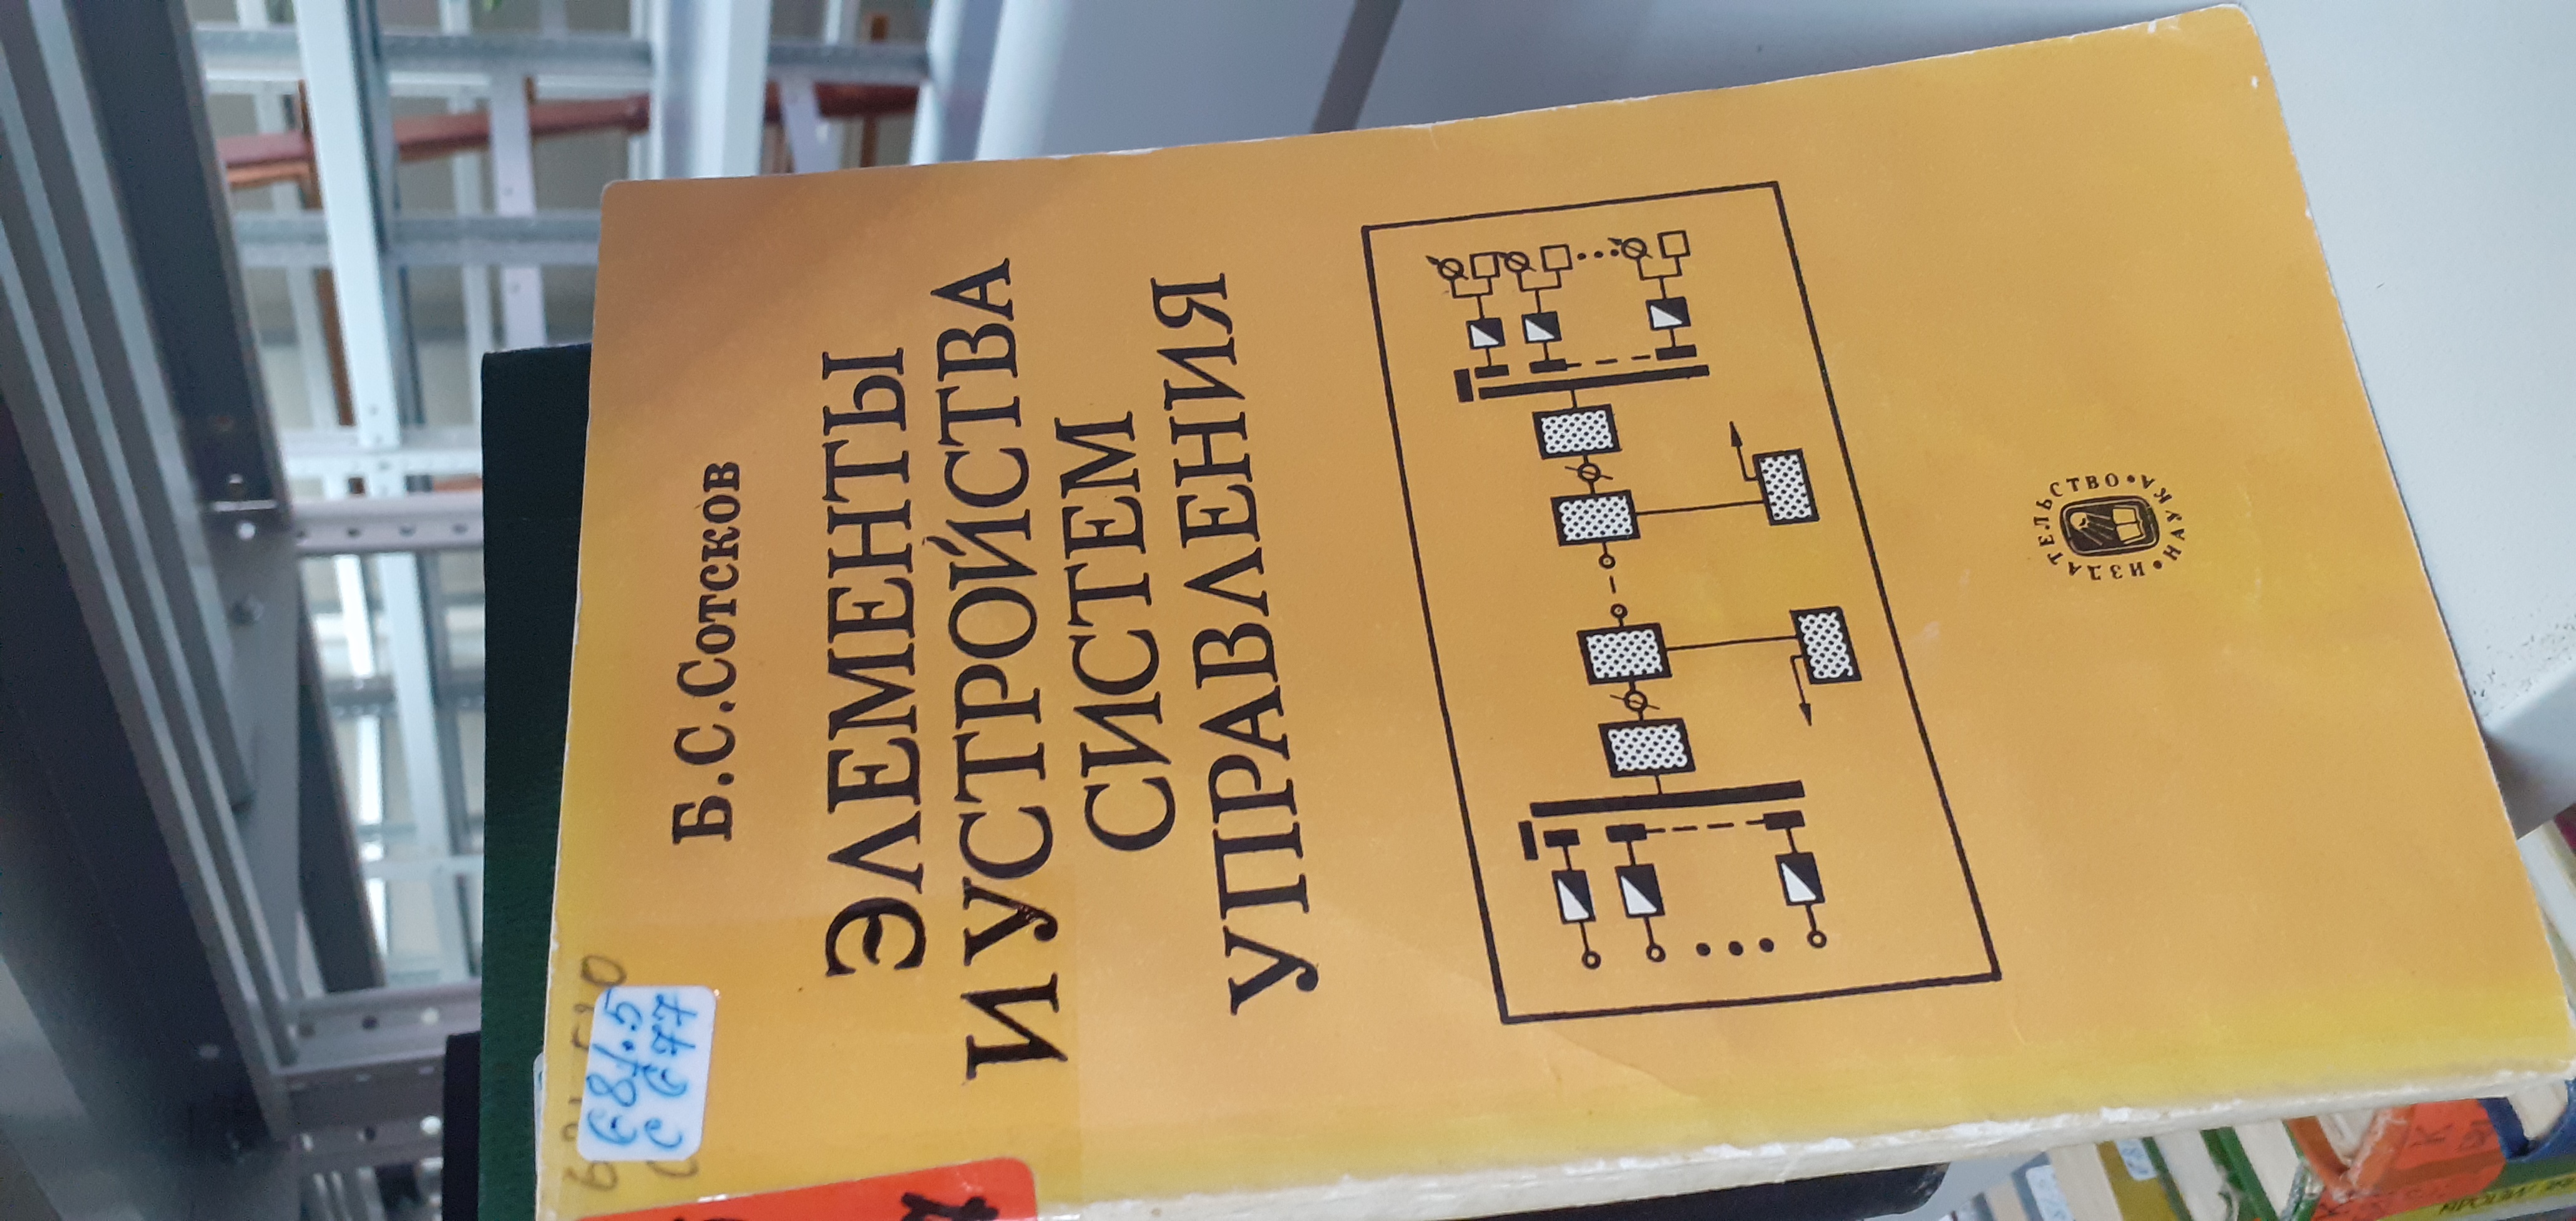 Б.С.Сотсков
ЭЛЕМЕНТЫ
И УСТРОЙСТВА
СИСТЕМ
УПРАВЛЕНИЯ
ИЗДАТЕЛЬСТВО • НАУКА •
681.5
С 677